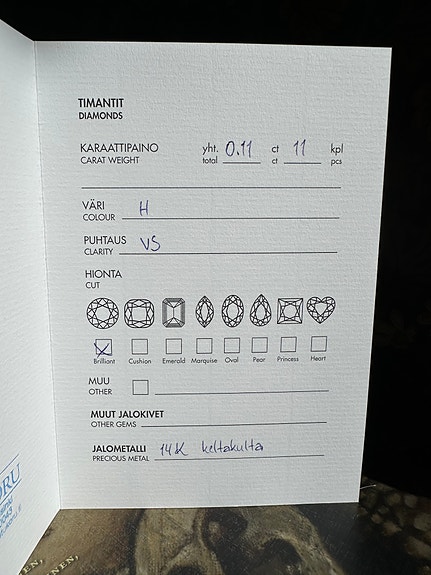 TIMANTIT
DIAMONDS
KARAATTIPAINO yht. 0.11 ct 11 kpl
CARAT WEIGHT total ct pcs
VÄRI H
COLOUR
PUHTAUS VS
CLARITY
HIONTA
CUT
Brilliant Cushion Emerald Marquise Oval Pear Princess Heart
MUU
OTHER
MUUT JALOKIVET
OTHER GEMS
JALOMETALLI 14K keltakulta
PRECIOUS METAL